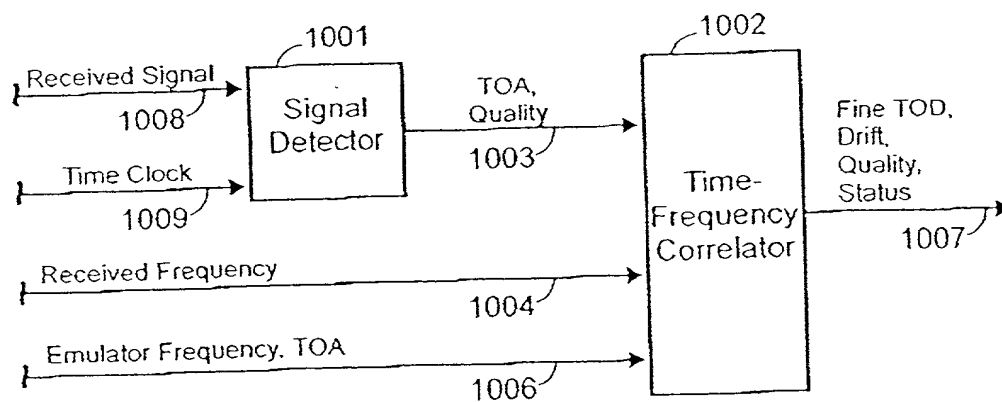 1001
1002
Received Signal
1008
Signal
Detector
TOA,
Quality
1003
Fine TOD,
Drift,
Quality,
Status
1007
Time Clock
1009
Time-
Frequency
Correlator
Received Frequency
1004
Emulator Frequency, TOA
1006